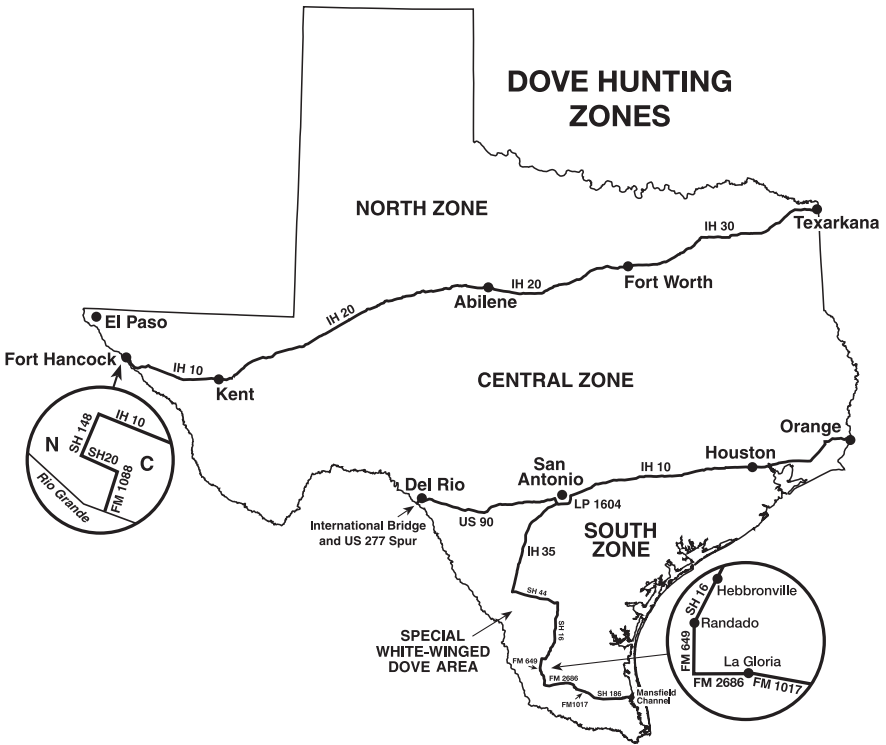 DOVE HUNTING
ZONES
NORTH ZONE
IH 30
Texarkana
IH 20
Fort Worth
Abilene
IH 20
El Paso
Fort Hancock
IH 10
Kent
CENTRAL ZONE
N
SH 148
IH 10
SH20
C
FM 1088
Rio Grande
Orange
Houston
IH 10
San
Antonio
LP 1604
Del Rio
US 90
International Bridge
and US 277 Spur
SOUTH
ZONE
IH 35
SH 44
SH 16
SPECIAL
WHITE-WINGED
DOVE AREA
FM 649
FM 2686
FM1017
SH 186
Mansfield
Channel
SH 16
Hebbronville
Randado
FM 649
La Gloria
FM 2686
FM 1017